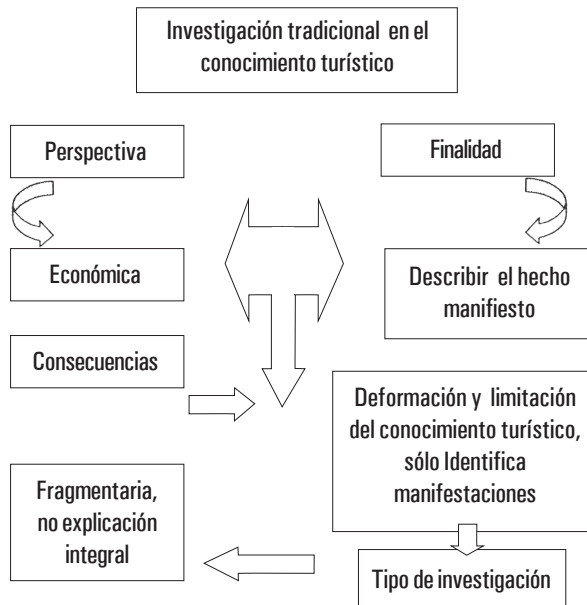 Investigación tradicional en el
conocimiento turístico
Perspectiva
Finalidad
Económica
Describir el hecho
manifiesto
Consecuencias
Deformación y limitación
del conocimiento turístico,
sólo Identifica
manifestaciones
Fragmentaria,
no explicación
integral
Tipo de investigación